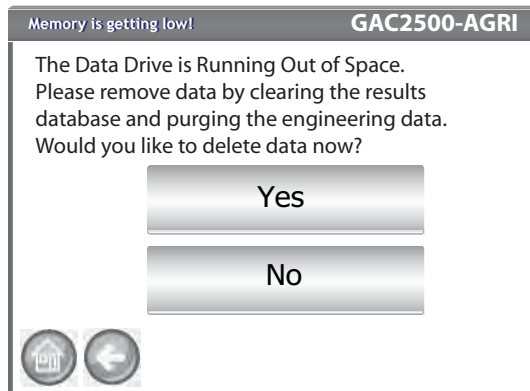 Memory is getting low!
GAC2500-AGRI
The Data Drive is Running Out of Space.
Please remove data by clearing the results
database and purging the engineering data.
Would you like to delete data now?
Yes
No